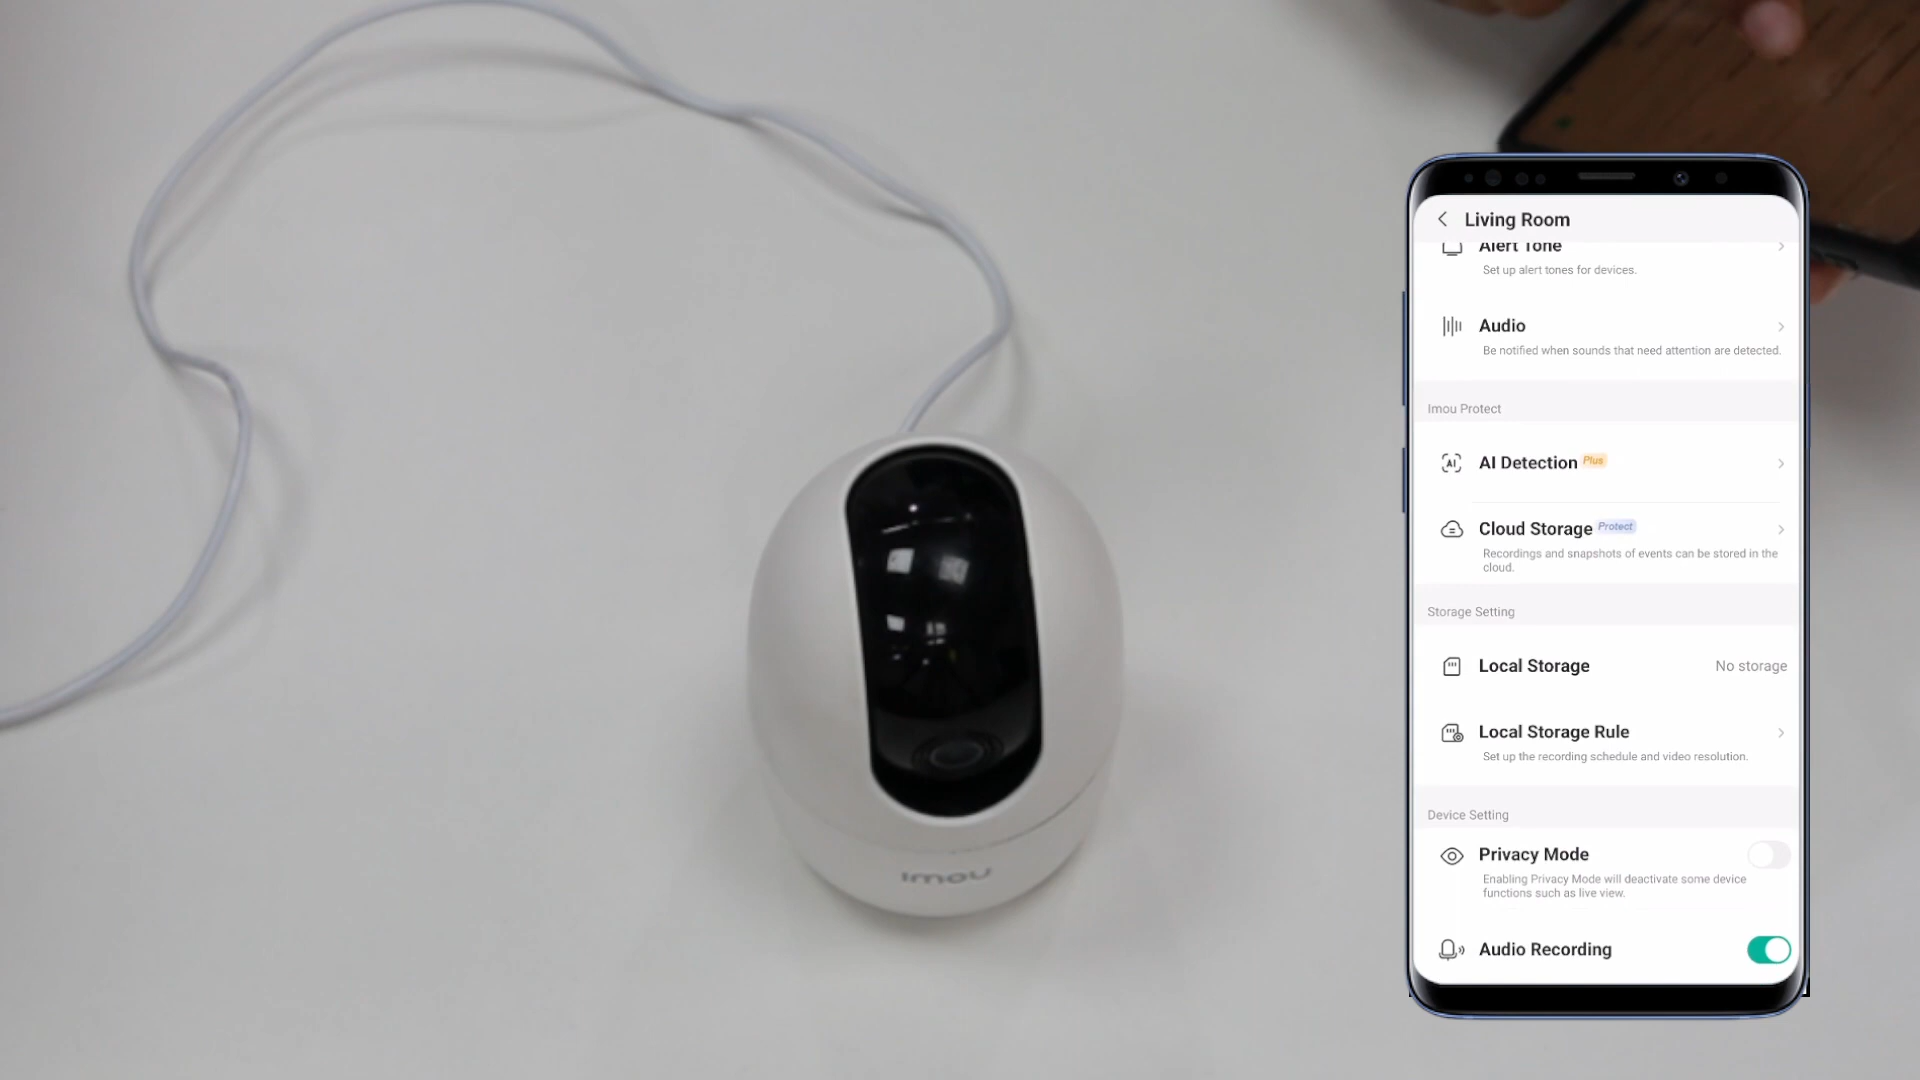 Living Room
Alert Tone
Set up alert tones for devices.
Audio
Be notified when sounds that need attention are detected.
Imou Protect
AI
AI Detection Plus
Cloud Storage Protect
Recordings and snapshots of events can be stored in the
cloud.
Storage Setting
Local Storage No storage
Local Storage Rule
Set up the recording schedule and video resolution.
Device Setting
Privacy Mode
Enabling Privacy Mode will deactivate some device
functions such as live view.
Audio Recording
imou